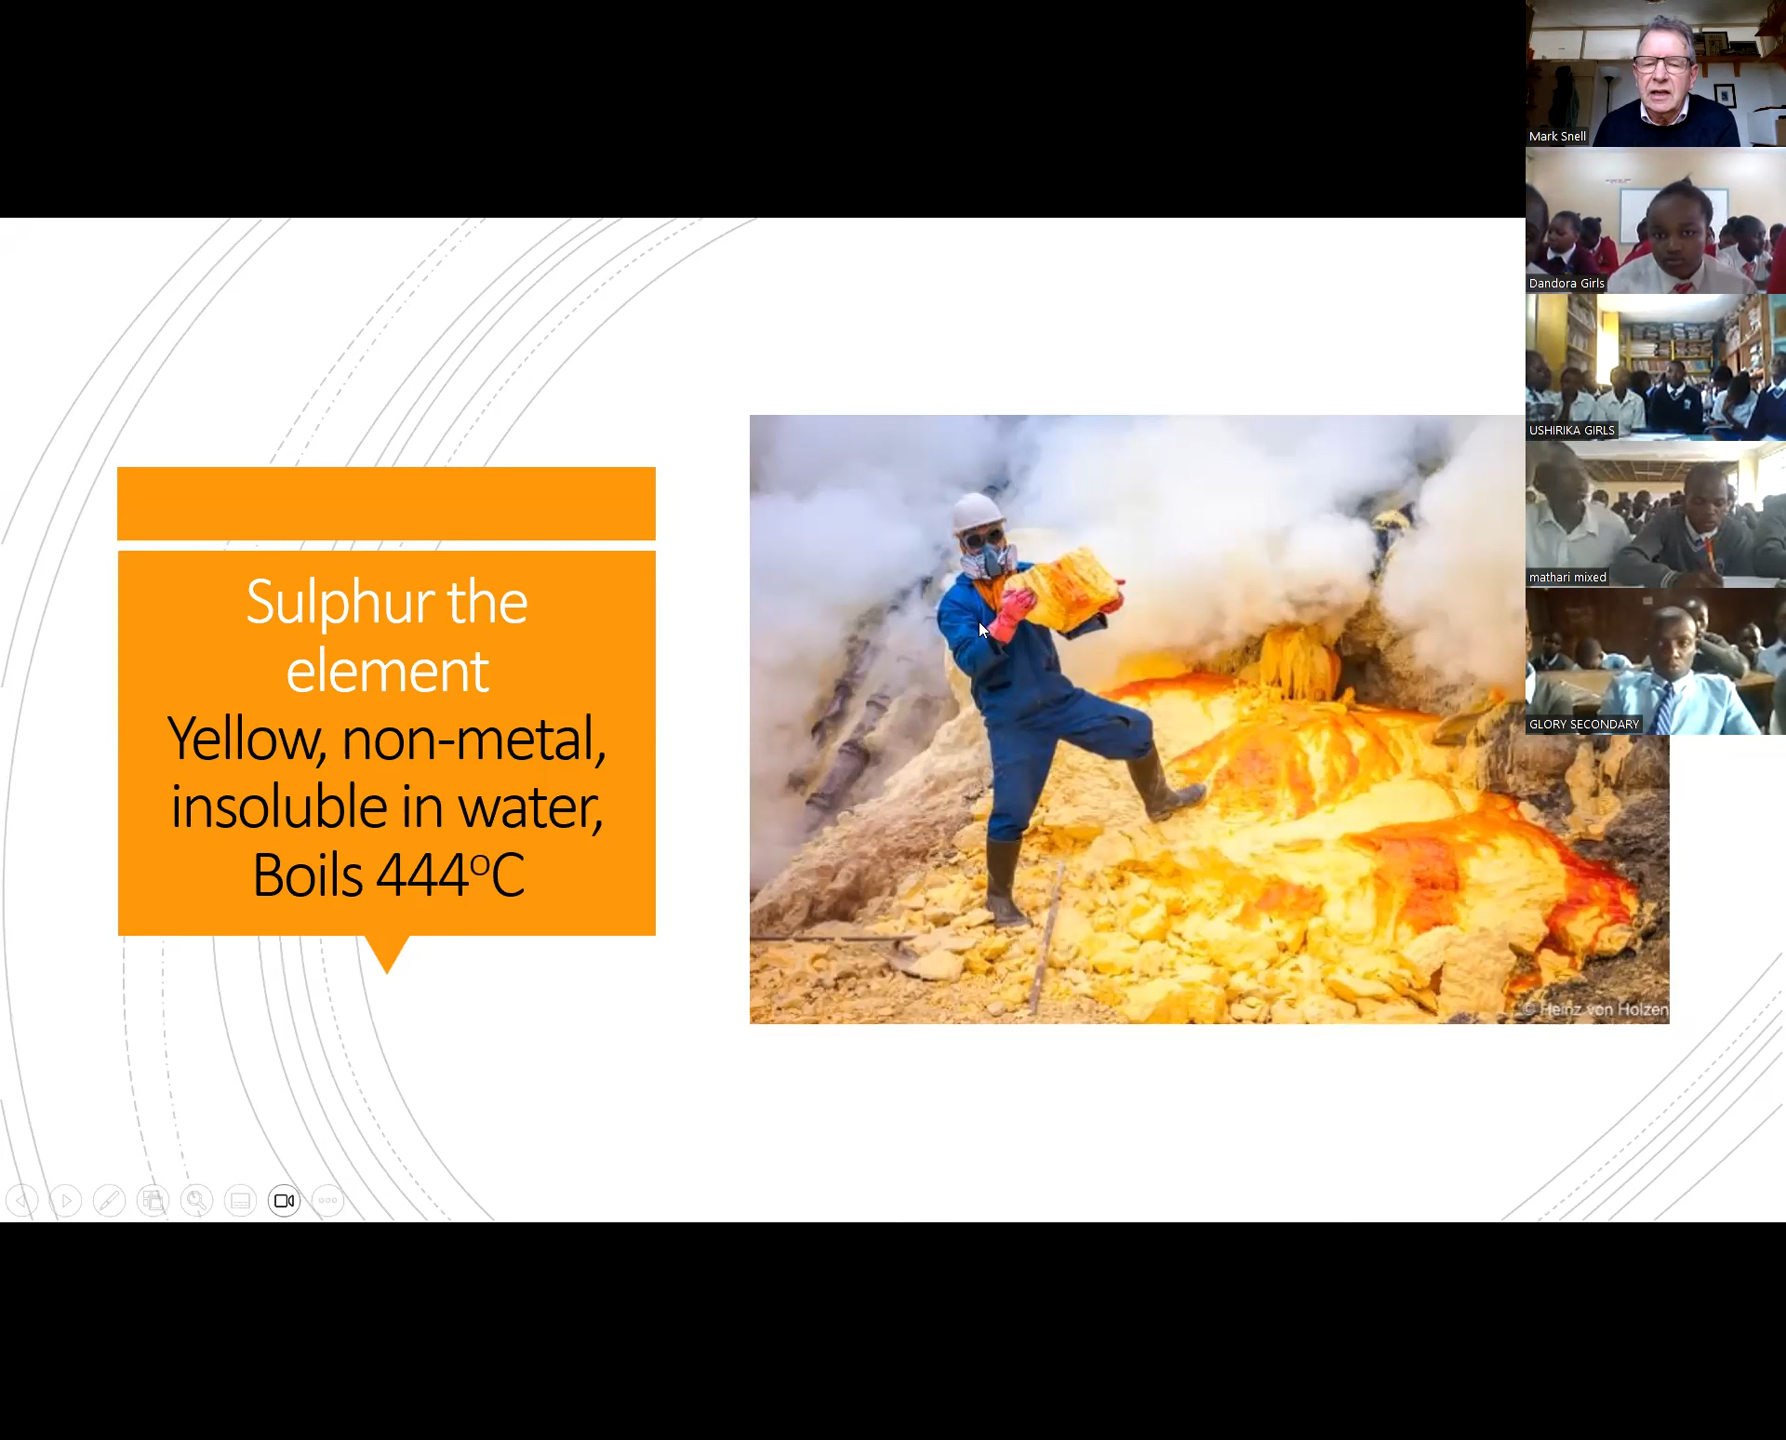 Sulphur the
element
Yellow, non-metal,
insoluble in water,
Boils 444ºC
© Heinz von Holzen
Mark Snell
Dandora Girls
USHIRIKA GIRLS
mathari mixed
GLORY SECONDARY